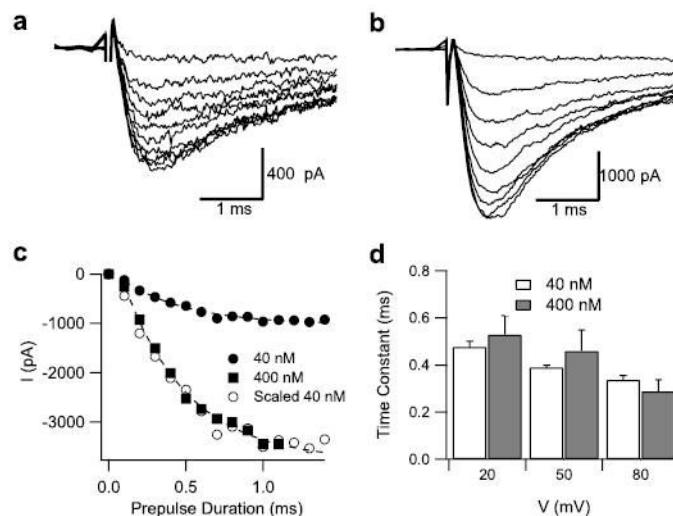 a
400 pA
1 ms
b
1000 pA
1 ms
c
0
-1000
-2000
-3000
I (pA)
40 nM
400 nM
Scaled 40 nM
0.0 0.5 1.0
Prepulse Duration (ms)
d
0.8
0.6
0.4
0.2
0.0
Time Constant (ms)
40 nM
400 nM
20 50 80
V (mV)